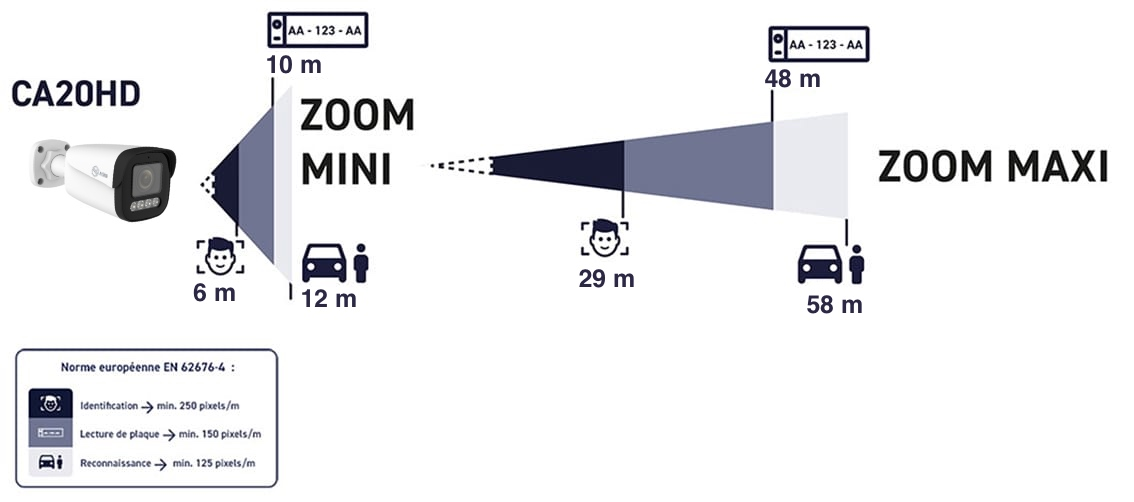 CA20HD
AA - 123 - AA
10 m
ZOOM
MINI
6 m
12 m
AA - 123 - AA
48 m
ZOOM MAXI
29 m
58 m
Norme européenne EN 62676-4 :
Identification → min. 250 pixels/m
Lecture de plaque → min. 150 pixels/m
Reconnaissance → min. 125 pixels/m